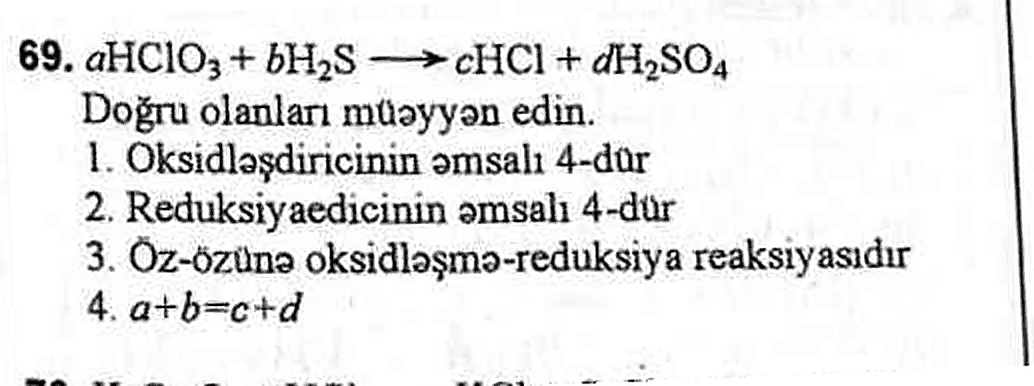 69. aHClO₃ + bH₂S ⟶ cHCl + dH₂SO₄
Doğru olanları müəyyən edin.
1. Oksidləşdiricinin əmsalı 4-dür
2. Reduksiyaedicinin əmsalı 4-dür
3. Öz-özünə oksidləşmə-reduksiya reaksiyasıdır
4. a+b=c+d